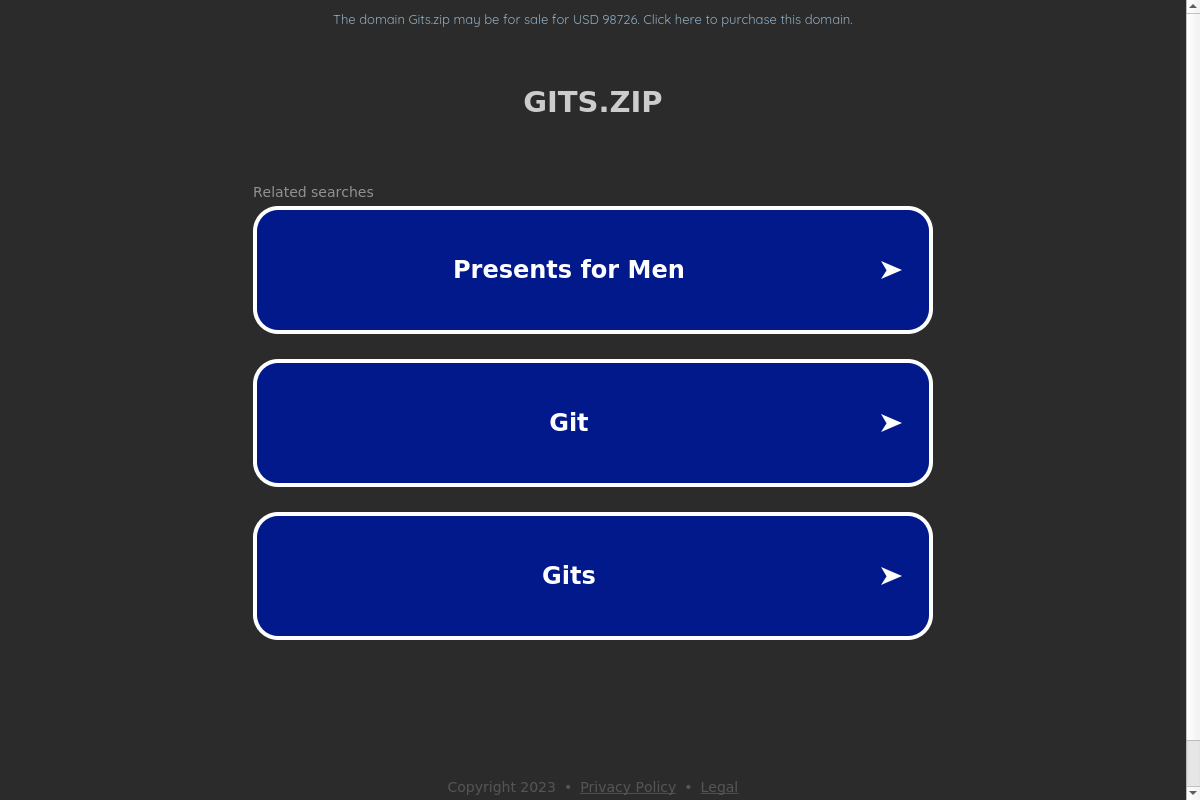 The domain Gits.zip may be for sale for USD 98726. Click here to purchase this domain.
GITS.ZIP
Related searches
Presents for Men
Git
Gits
Copyright 2023 • Privacy Policy • Legal